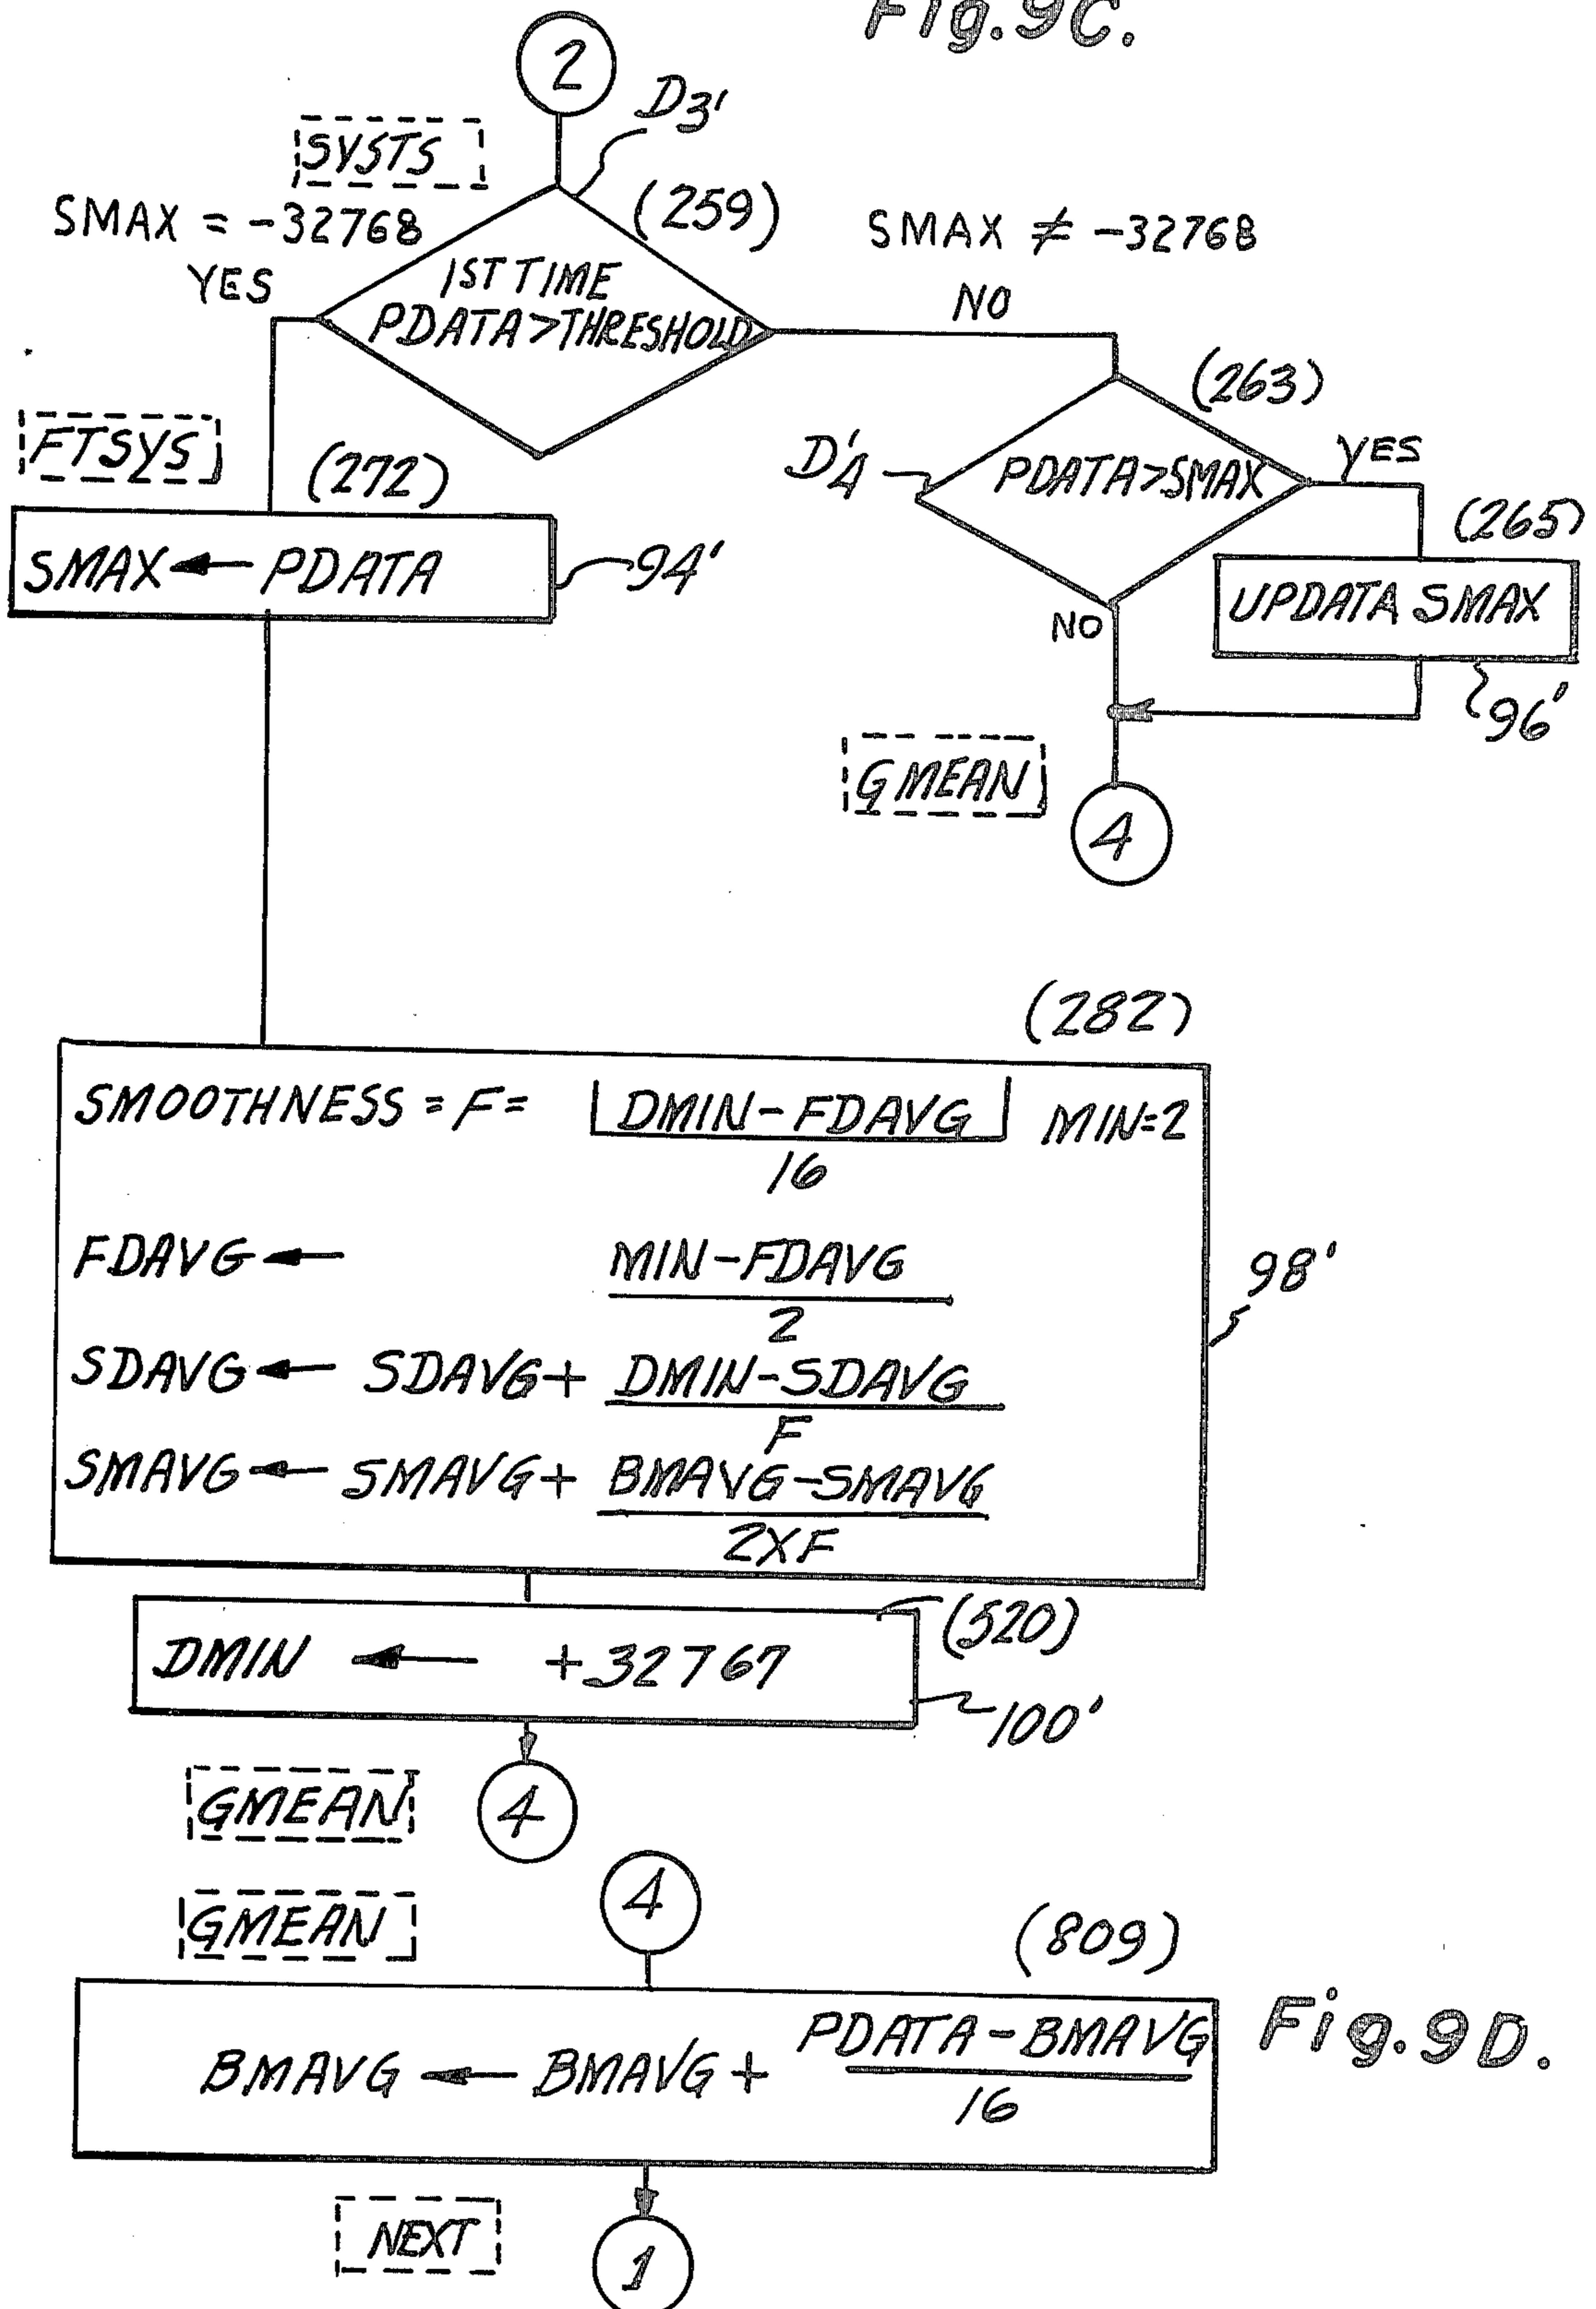 Fig. 9C.
2
D3'
SYSTS
(259)
SMAX = -32768
SMAX ≠ -32768
YES
1ST TIME
PDATA>THRESHOLD
NO
(263)
FTSYS
(272)
D'4
PDATA>SMAX
YES
(265)
SMAX ← PDATA
94'
UPDATA SMAX
NO
96'
GMEAN
4
(282)
SMOOTHNESS = F = |DMIN-FDAVG| MIN=2
16
FDAVG ← MIN-FDAVG
2
98'
SDAVG ← SDAVG + DMIN-SDAVG
F
SMAVG ← SMAVG + BMAVG-SMAVG
2XF
(520)
DMIN ← +32767
100'
GMEAN
4
4
GMEAN
(809)
PDATA-BMAVG
Fig. 9D.
BMAVG ← BMAVG +
16
NEXT
1